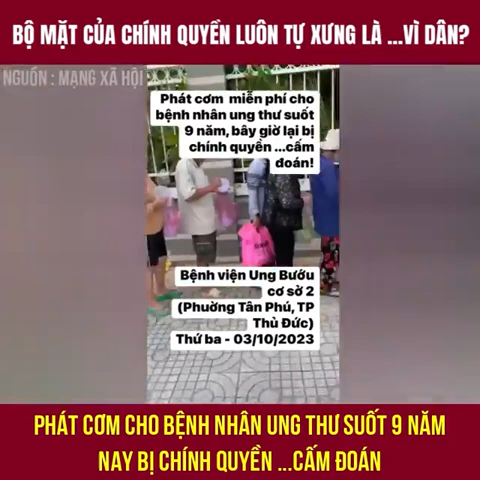 BỘ MẶT CỦA CHÍNH QUYỀN LUÔN TỰ XƯNG LÀ ...VÌ DÂN?
NGUỒN : MẠNG XÃ HỘI
Phát cơm miễn phí cho
bệnh nhân ung thư suốt
9 năm, bây giờ lại bị
chính quyền ...cấm
đoán!
Bệnh viện Ung Bướu
cơ sở 2
(Phường Tân Phú, TP
Thủ Đức)
Thứ ba - 03/10/2023
PHÁT CƠM CHO BỆNH NHÂN UNG THƯ SUỐT 9 NĂM
NAY BỊ CHÍNH QUYỀN ...CẤM ĐOÁN